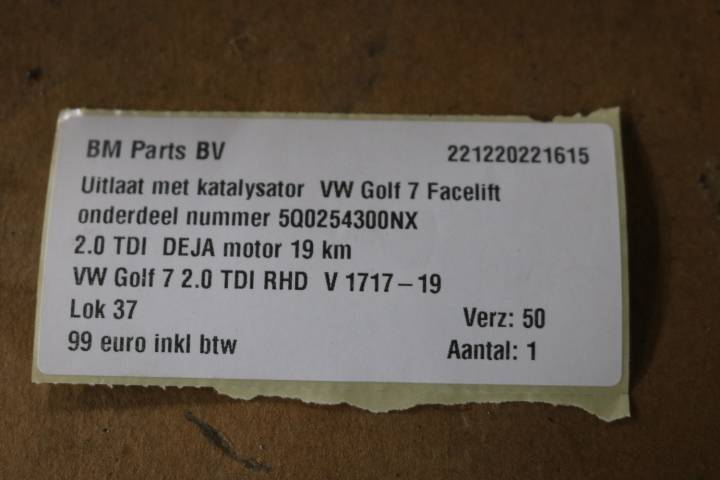 BM Parts BV 221220221615
Uitlaat met katalysator VW Golf 7 Facelift
onderdeel nummer 5Q0254300NX
2.0 TDI DEJA motor 19 km
VW Golf 7 2.0 TDI RHD V 1717-19
Lok 37 Verz: 50
99 euro inkl btw Aantal: 1